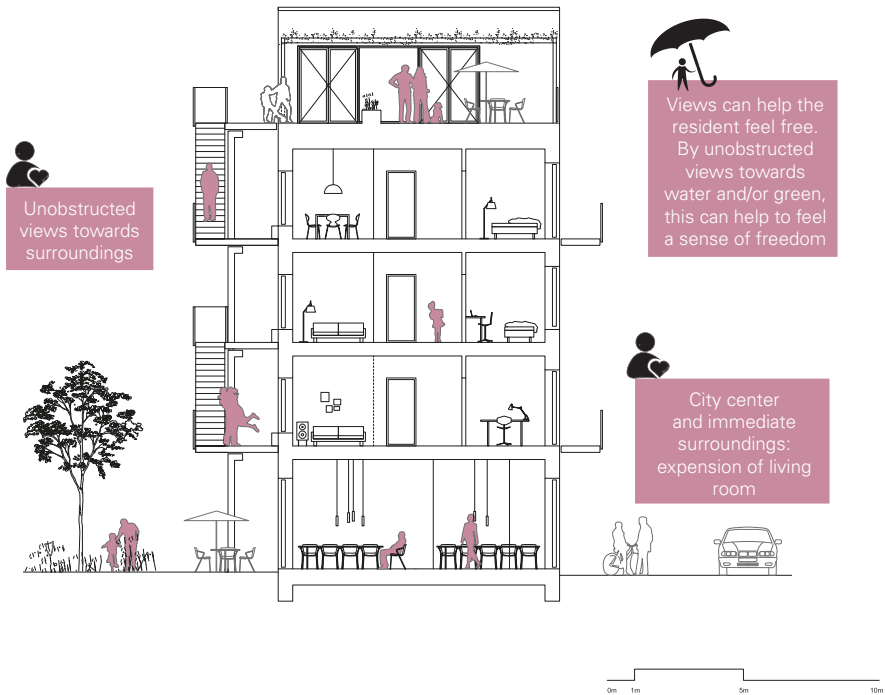 Unobstructed
views towards
surroundings
Views can help the
resident feel free.
By unobstructed
views towards
water and/or green,
this can help to feel
a sense of freedom
City center
and immediate
surroundings:
expension of living
room
0m 1m 5m 10m